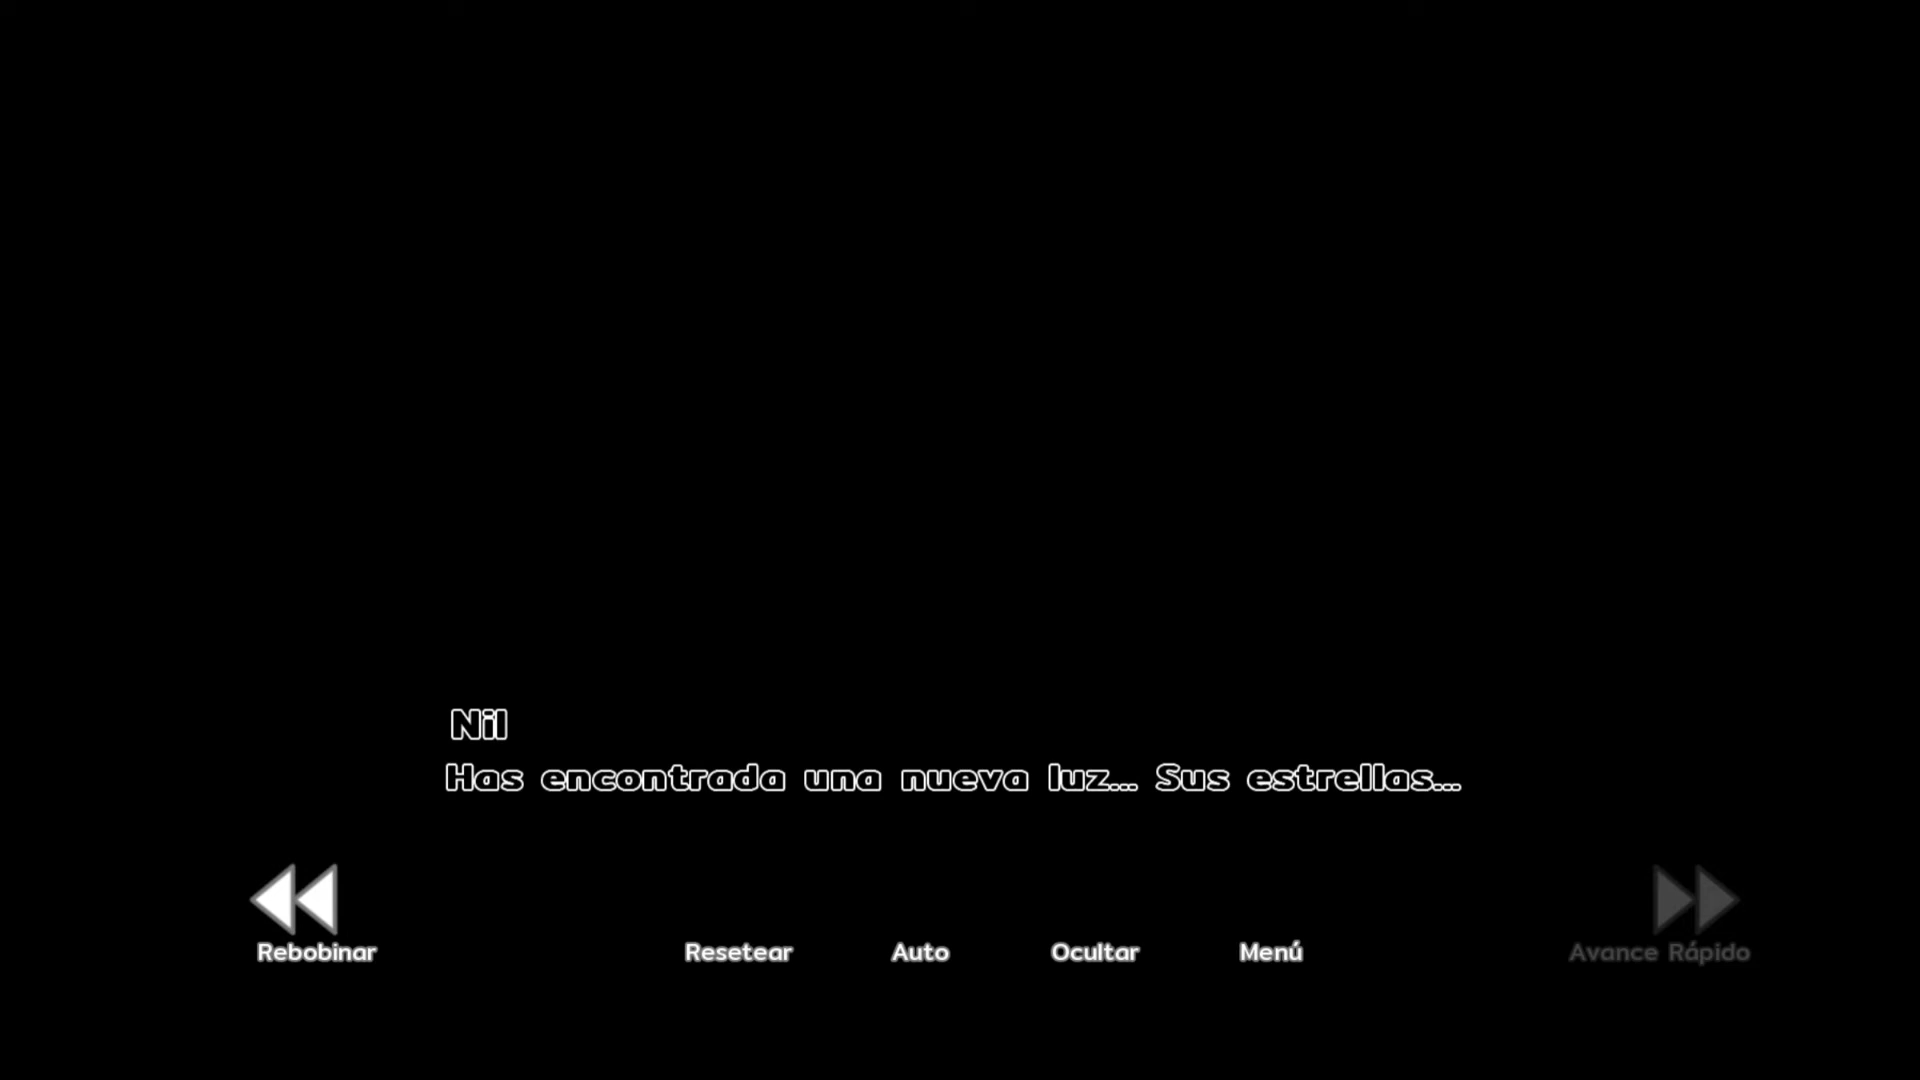 Nil
Has encontrada una nueva luz... Sus estrellas...
Rebobinar
Resetear
Auto
Ocultar
Menú
Avance Rápido